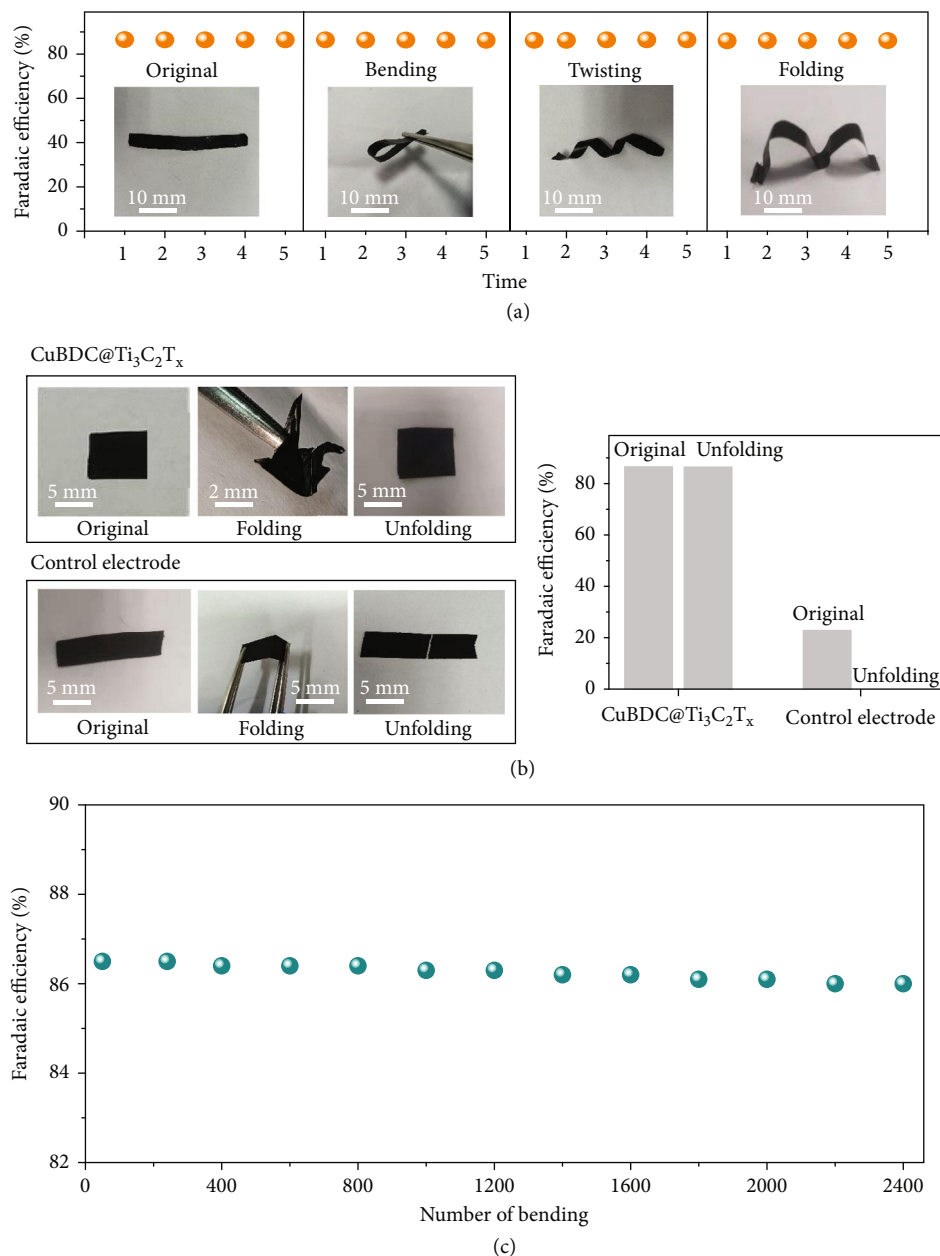 Faradaic efficiency (%)
80
60
40
20
0
Original
Bending
Twisting
Folding
10 mm
10 mm
10 mm
10 mm
1 2 3 4 5 1 2 3 4 5 1 2 3 4 5 1 2 3 4 5
Time
(a)
CuBDC@Ti₃C₂Tₓ
5 mm
2 mm
5 mm
Original
Folding
Unfolding
Control electrode
5 mm
5 mm
5 mm
Original
Folding
Unfolding
Faradaic efficiency (%)
80
60
40
20
0
Original
Unfolding
Original
Unfolding
CuBDC@Ti₃C₂Tₓ
Control electrode
(b)
Faradaic efficiency (%)
90
88
86
84
82
0 400 800 1200 1600 2000 2400
Number of bending
(c)